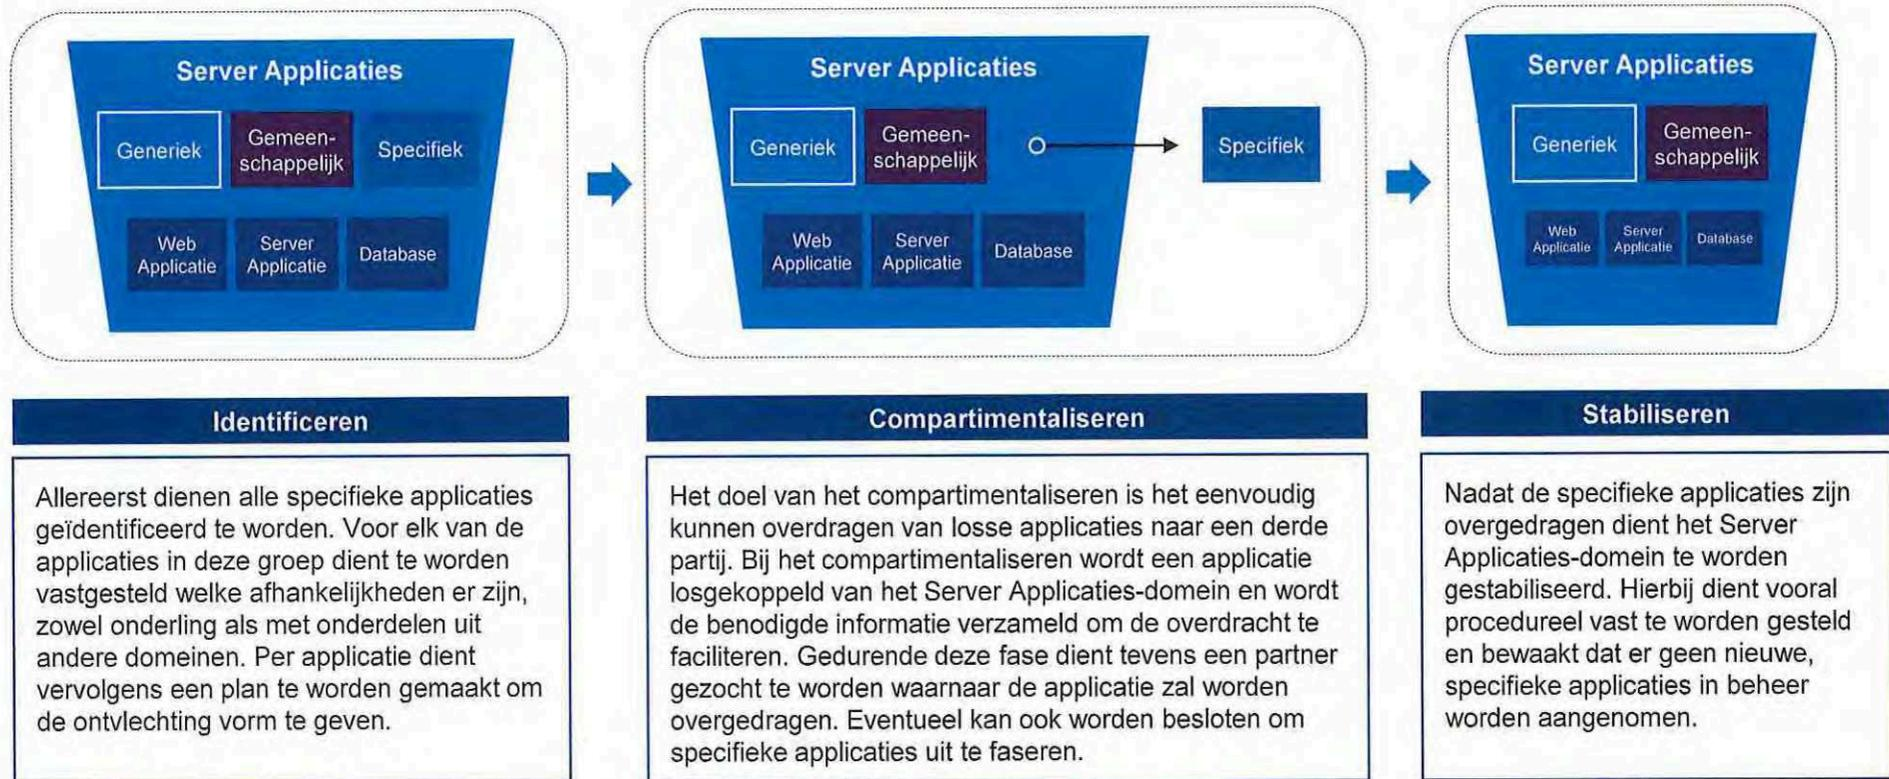 Server Applicaties
Generiek
Gemeen-
schappelijk
Specifiek
Web
Applicatie
Server
Applicatie
Database
Server Applicaties
Generiek
Gemeen-
schappelijk
Specifiek
Web
Applicatie
Server
Applicatie
Database
Server Applicaties
Generiek
Gemeen-
schappelijk
Web
Applicatie
Server
Applicatie
Database
Identificeren
Allereerst dienen alle specifieke applicaties
geïdentificeerd te worden. Voor elk van de
applicaties in deze groep dient te worden
vastgesteld welke afhankelijkheden er zijn,
zowel onderling als met onderdelen uit
andere domeinen. Per applicatie dient
vervolgens een plan te worden gemaakt om
de ontvlechting vorm te geven.
Compartimentaliseren
Het doel van het compartimentaliseren is het eenvoudig
kunnen overdragen van losse applicaties naar een derde
partij. Bij het compartimentaliseren wordt een applicatie
losgekoppeld van het Server Applicaties-domein en wordt
de benodigde informatie verzameld om de overdracht te
faciliteren. Gedurende deze fase dient tevens een partner
gezocht te worden waarnaar de applicatie zal worden
overgedragen. Eventueel kan ook worden besloten om
specifieke applicaties uit te faseren.
Stabiliseren
Nadat de specifieke applicaties zijn
overgedragen dient het Server
Applicaties-domein te worden
gestabiliseerd. Hierbij dient vooral
procedureel vast te worden gesteld
en bewaakt dat er geen nieuwe,
specifieke applicaties in beheer
worden aangenomen.